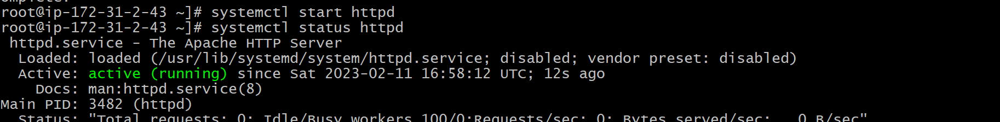 omplete.
root@ip-172-31-2-43 ~]# systemctl start httpd
root@ip-172-31-2-43 ~]# systemctl status httpd
httpd.service - The Apache HTTP Server
Loaded: loaded (/usr/lib/systemd/system/httpd.service; disabled; vendor preset: disabled)
Active: active (running) since Sat 2023-02-11 16:58:12 UTC; 12s ago
Docs: man:httpd.service(8)
Main PID: 3482 (httpd)
Status: "Total requests: 0; Idle/Busy workers 100/0;Requests/sec: 0; Bytes served/sec:   0 B/sec"